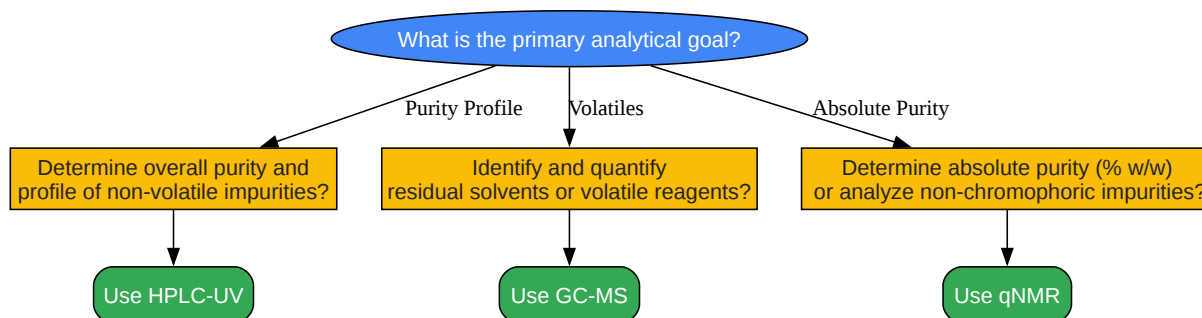 What is the primary analytical goal?
Purity Profile
Volatiles
Absolute Purity
Determine overall purity and
profile of non-volatile impurities?
Identify and quantify
residual solvents or volatile reagents?
Determine absolute purity (% w/w)
or analyze non-chromophoric impurities?
Use HPLC-UV
Use GC-MS
Use qNMR